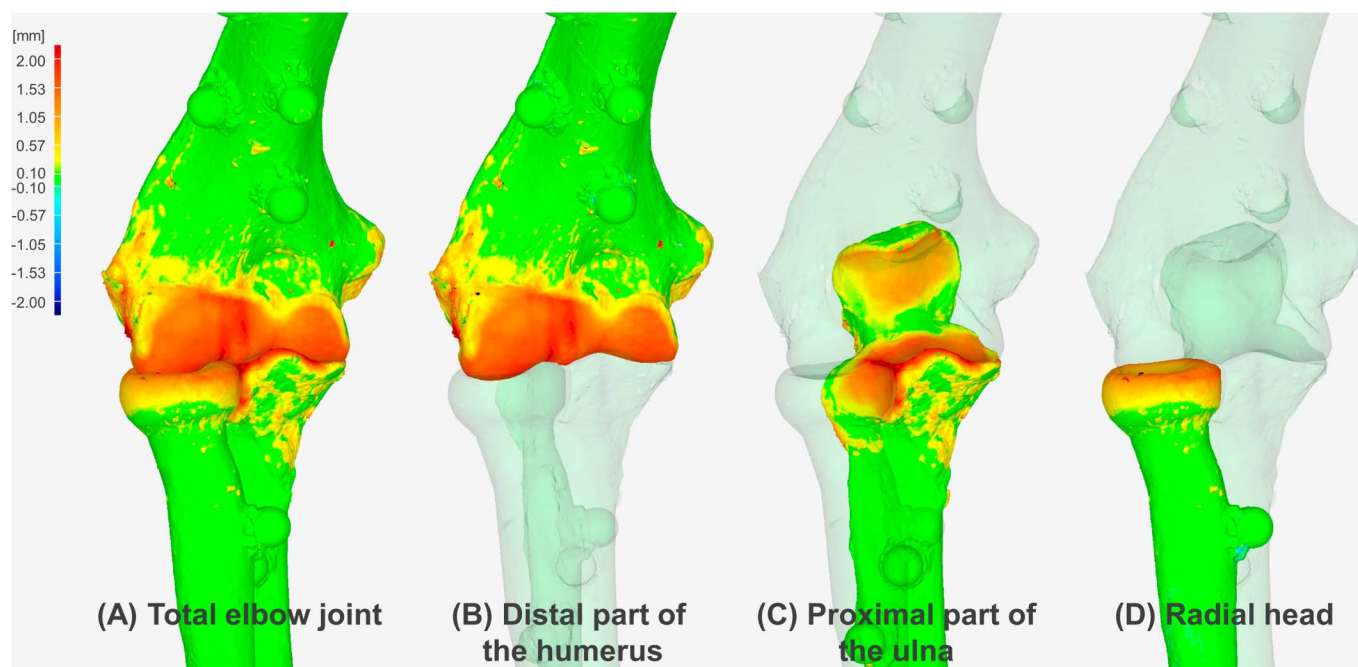 [mm]
2.00
1.53
1.05
0.57
0.10
-0.10
-0.57
-1.05
-1.53
-2.00
(A) Total elbow joint
(B) Distal part of
the humerus
(C) Proximal part of
the ulna
(D) Radial head